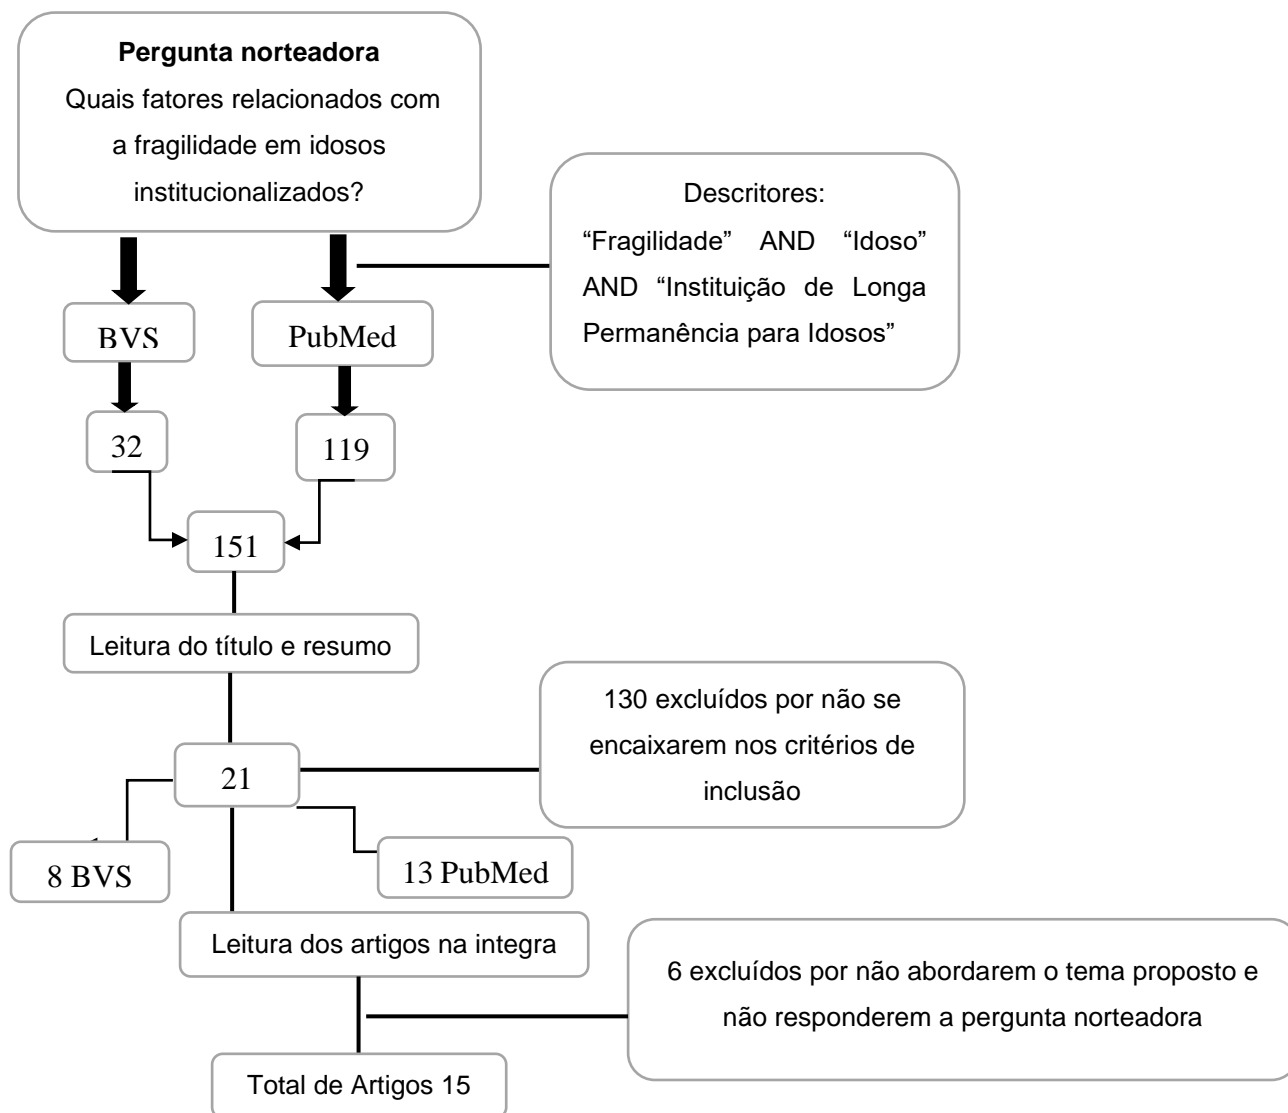 Pergunta norteadora
Quais fatores relacionados com
a fragilidade em idosos
institucionalizados?
Descritores:
“Fragilidade” AND “Idoso”
AND “Instituição de Longa
Permanência para Idosos”
BVS
PubMed
32
119
151
Leitura do título e resumo
130 excluídos por não se
encaixarem nos critérios de
inclusão
21
8 BVS
13 PubMed
Leitura dos artigos na integra
6 excluídos por não abordarem o tema proposto e
não responderem a pergunta norteadora
Total de Artigos 15